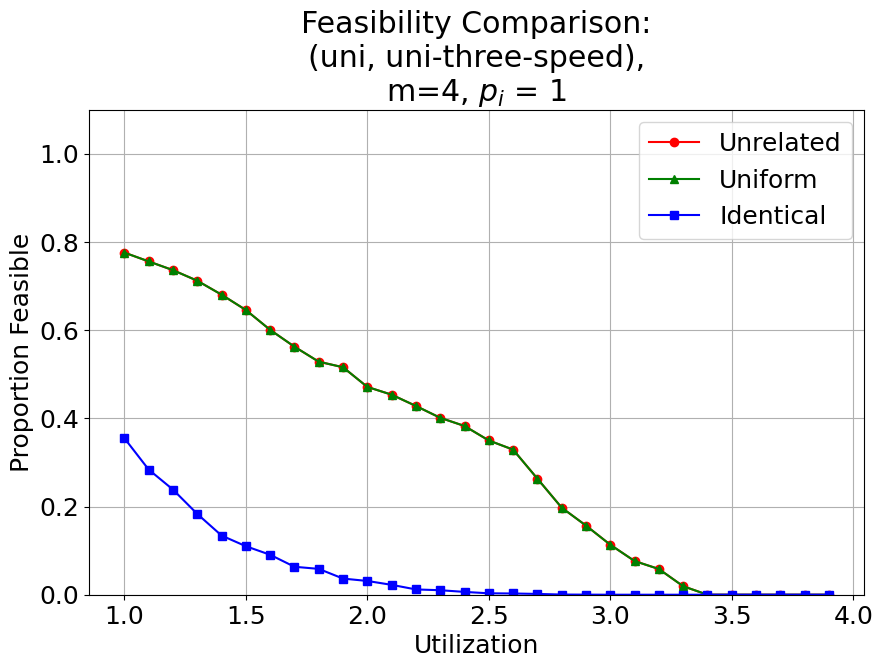 Feasibility Comparison:
(uni, uni-three-speed),
m=4, $p_i$ = 1
Unrelated
Uniform
Identical
Proportion Feasible
1.0
0.8
0.6
0.4
0.2
0.0
1.0 1.5 2.0 2.5 3.0 3.5 4.0
Utilization